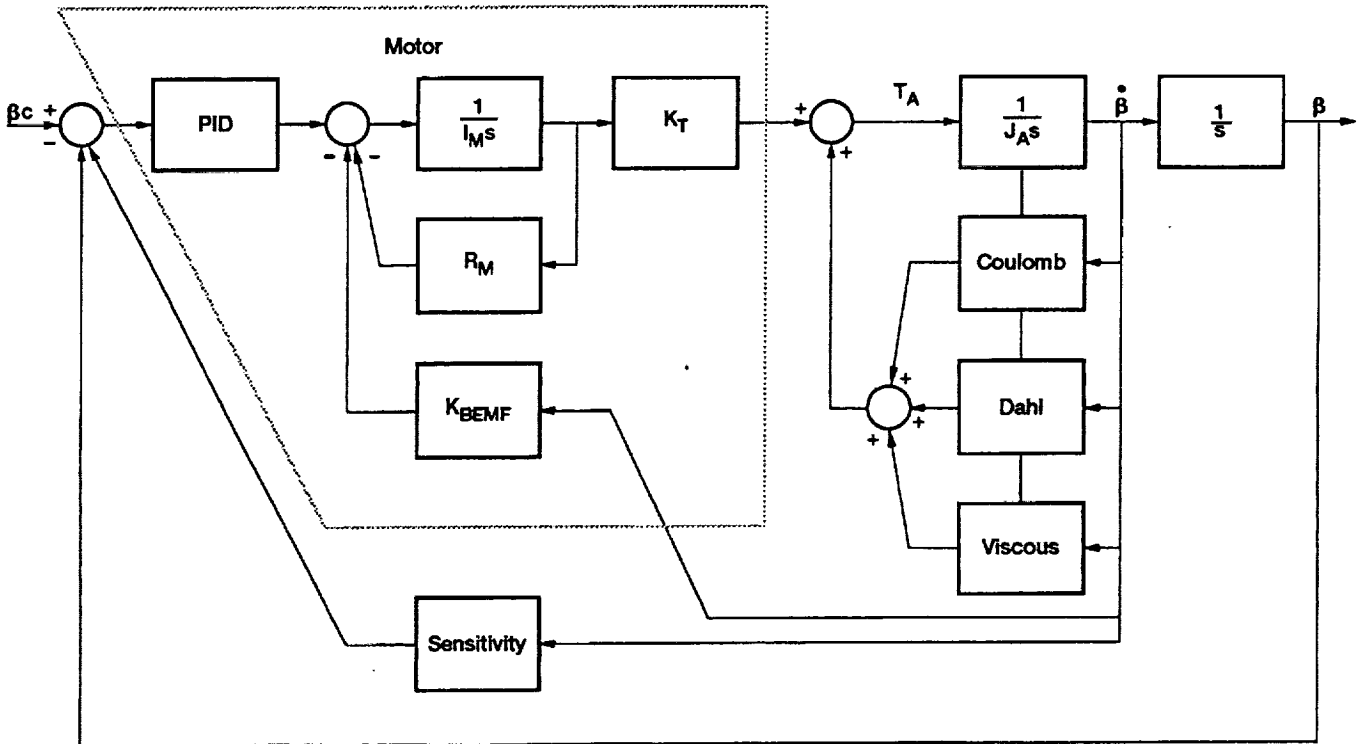 Motor
βc
+
−
PID
−
−
1
I_M s
K_T
+
+
T_A
1
J_A s
β̇
1
s
β
R_M
Coulomb
K_BEMF
+
+
+
Dahl
Viscous
Sensitivity